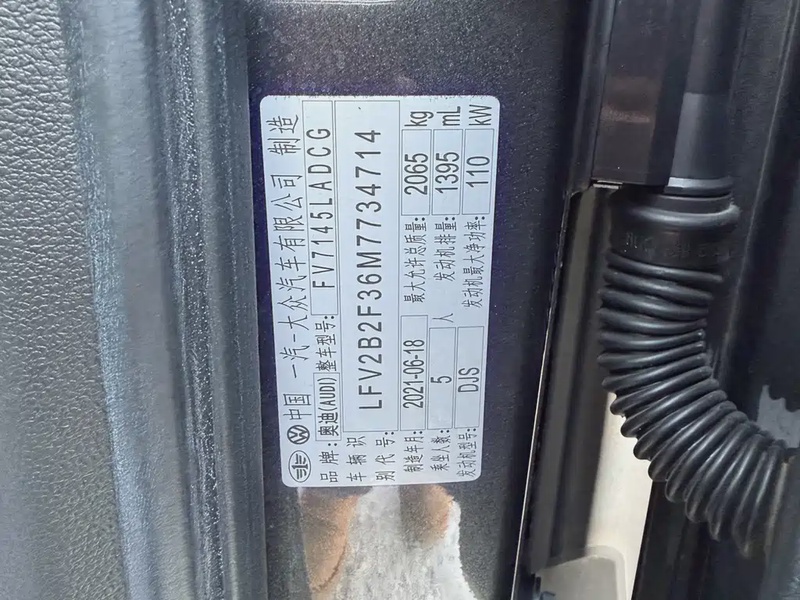 中国 一汽-大众汽车有限公司 制造
品牌: 奥迪(AUDI) 整车型号: FV7145LADCG
车辆识别代号: LFV2B2F36M7734714
制造年月: 2021-06-18 最大允许总质量: 2065 kg
乘坐人数: 5 人 发动机排量: 1395 mL
发动机型号: DJS 发动机最大净功率: 110 kW